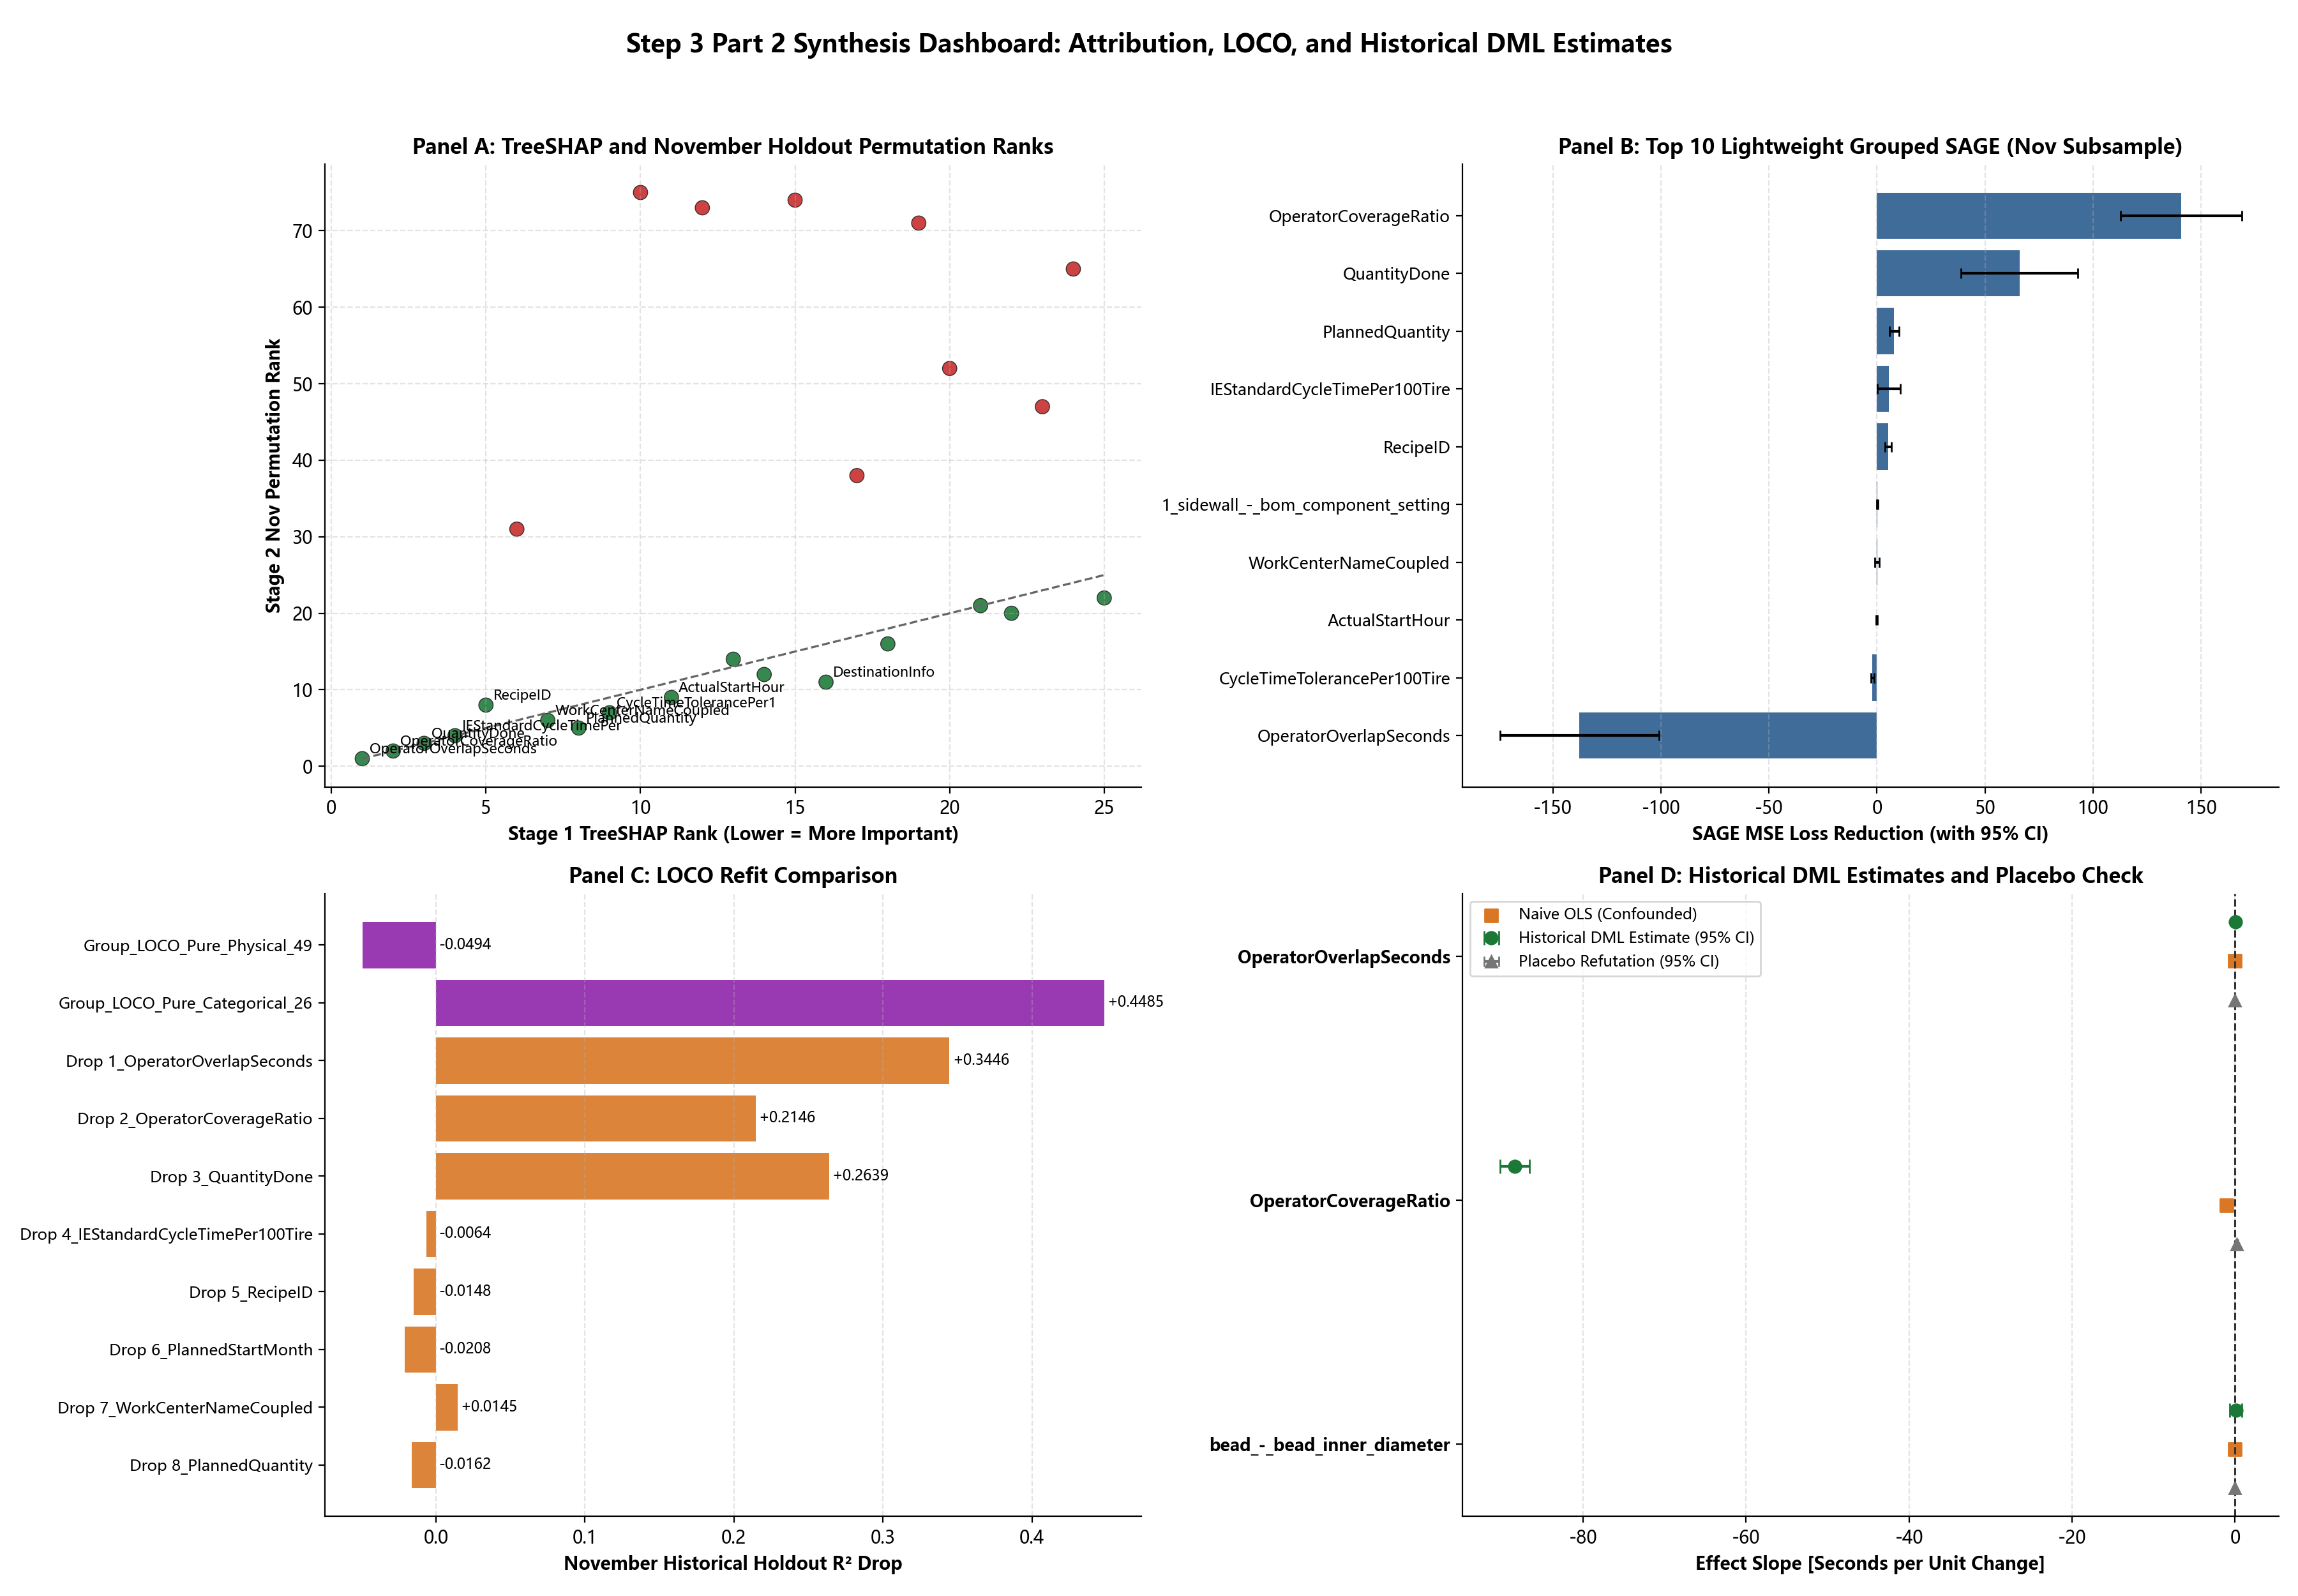 Step 3 Part 2 Synthesis Dashboard: Attribution, LOCO, and Historical DML Estimates
Panel A: TreeSHAP and November Holdout Permutation Ranks
Stage 2 Nov Permutation Rank
70
60
50
40
30
20
10
0
DestinationInfo
ActualStartHour
RecipeID
CycleTimeTolerancePer1
WorkCenterNameCoupled
PlannedQuantity
IEStandardCycleTimePer
QuantityDone
OperatorCoverageRatio
OperatorOverlapSeconds
0
5
10
15
20
25
Stage 1 TreeSHAP Rank (Lower = More Important)
Panel B: Top 10 Lightweight Grouped SAGE (Nov Subsample)
OperatorCoverageRatio
QuantityDone
PlannedQuantity
IEStandardCycleTimePer100Tire
RecipeID
1_sidewall_-_bom_component_setting
WorkCenterNameCoupled
ActualStartHour
CycleTimeTolerancePer100Tire
OperatorOverlapSeconds
-150
-100
-50
0
50
100
150
SAGE MSE Loss Reduction (with 95% CI)
Panel C: LOCO Refit Comparison
Group_LOCO_Pure_Physical_49
-0.0494
Group_LOCO_Pure_Categorical_26
+0.4485
Drop 1_OperatorOverlapSeconds
+0.3446
Drop 2_OperatorCoverageRatio
+0.2146
Drop 3_QuantityDone
+0.2639
Drop 4_IEStandardCycleTimePer100Tire
-0.0064
Drop 5_RecipeID
-0.0148
Drop 6_PlannedStartMonth
-0.0208
Drop 7_WorkCenterNameCoupled
+0.0145
Drop 8_PlannedQuantity
-0.0162
0.0
0.1
0.2
0.3
0.4
November Historical Holdout R² Drop
Panel D: Historical DML Estimates and Placebo Check
Naive OLS (Confounded)
Historical DML Estimate (95% CI)
Placebo Refutation (95% CI)
OperatorOverlapSeconds
OperatorCoverageRatio
bead_-_bead_inner_diameter
-80
-60
-40
-20
0
Effect Slope [Seconds per Unit Change]